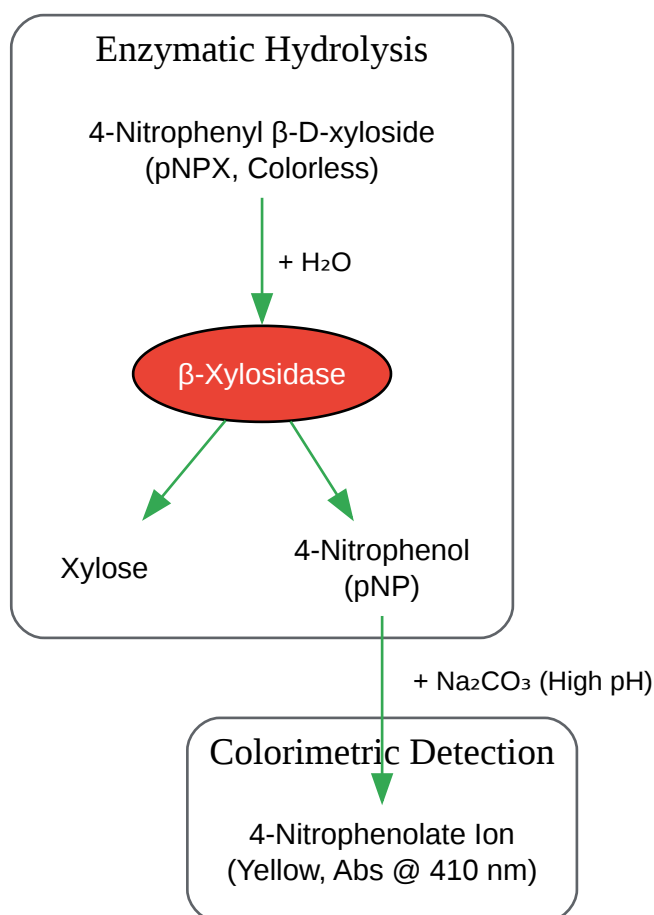 Enzymatic Hydrolysis
4-Nitrophenyl β-D-xyloside
(pNPX, Colorless)
+ H₂O
β-Xylosidase
Xylose
4-Nitrophenol
(pNP)
+ Na₂CO₃ (High pH)
Colorimetric Detection
4-Nitrophenolate Ion
(Yellow, Abs @ 410 nm)